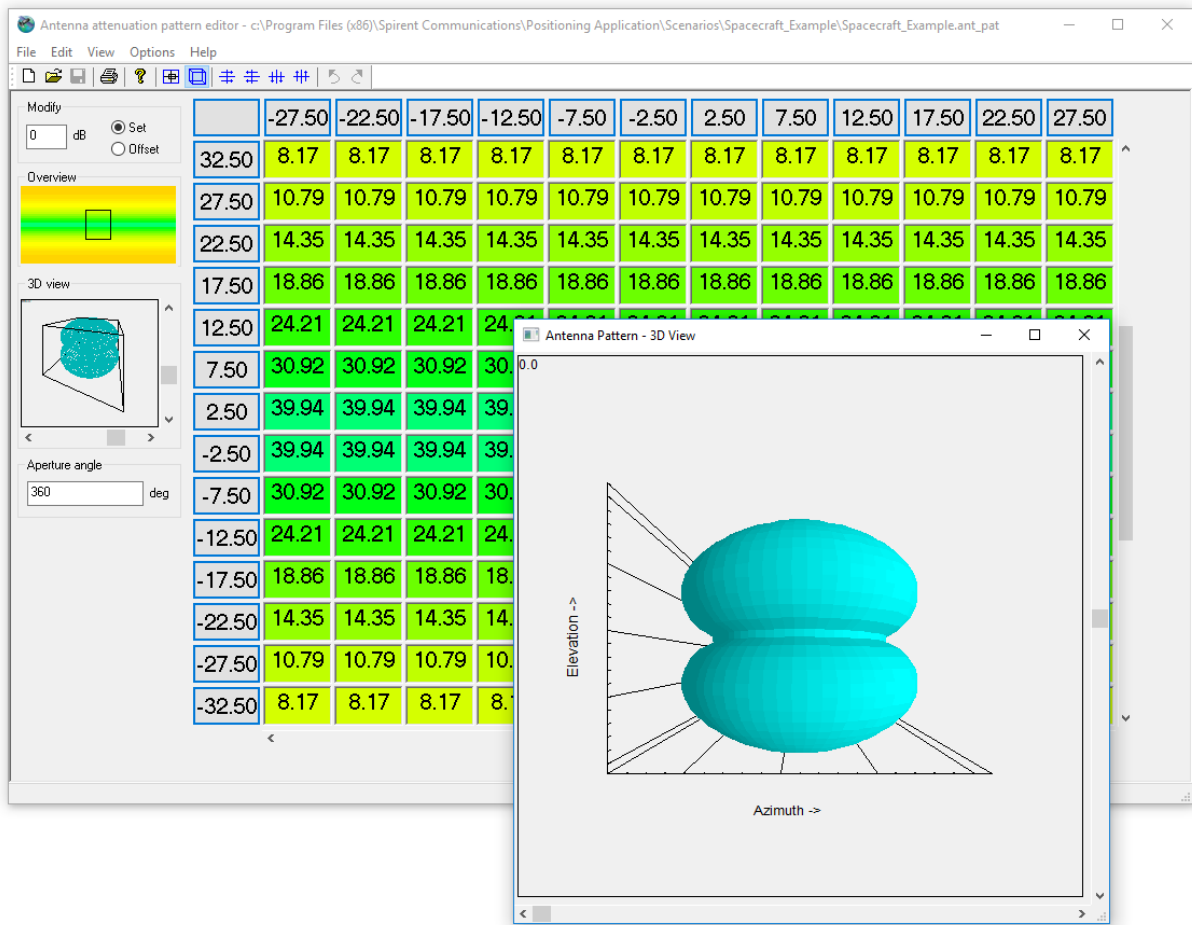 Antenna attenuation pattern editor - c:\Program Files (x86)\Spirent Communications\Positioning Application\Scenarios\Spacecraft_Example\Spacecraft_Example.ant_pat
File Edit View Options Help
Modify
0 dB
Set
Offset
Overview
3D view
Aperture angle
360 deg
-27.50 -22.50 -17.50 -12.50 -7.50 -2.50 2.50 7.50 12.50 17.50 22.50 27.50
32.50 8.17 8.17 8.17 8.17 8.17 8.17 8.17 8.17 8.17 8.17 8.17 8.17
27.50 10.79 10.79 10.79 10.79 10.79 10.79 10.79 10.79 10.79 10.79 10.79 10.79
22.50 14.35 14.35 14.35 14.35 14.35 14.35 14.35 14.35 14.35 14.35 14.35 14.35
17.50 18.86 18.86 18.86 18.86 18.86 18.86 18.86 18.86 18.86 18.86 18.86 18.86
12.50 24.21 24.21 24.21 24.
7.50 30.92 30.92 30.92 30.
2.50 39.94 39.94 39.94 39.
-2.50 39.94 39.94 39.94 39.
-7.50 30.92 30.92 30.92 30.
-12.50 24.21 24.21 24.21 24.
-17.50 18.86 18.86 18.86 18.
-22.50 14.35 14.35 14.35 14.
-27.50 10.79 10.79 10.79 10.
-32.50 8.17 8.17 8.17 8.
Antenna Pattern - 3D View
0.0
Elevation ->
Azimuth ->